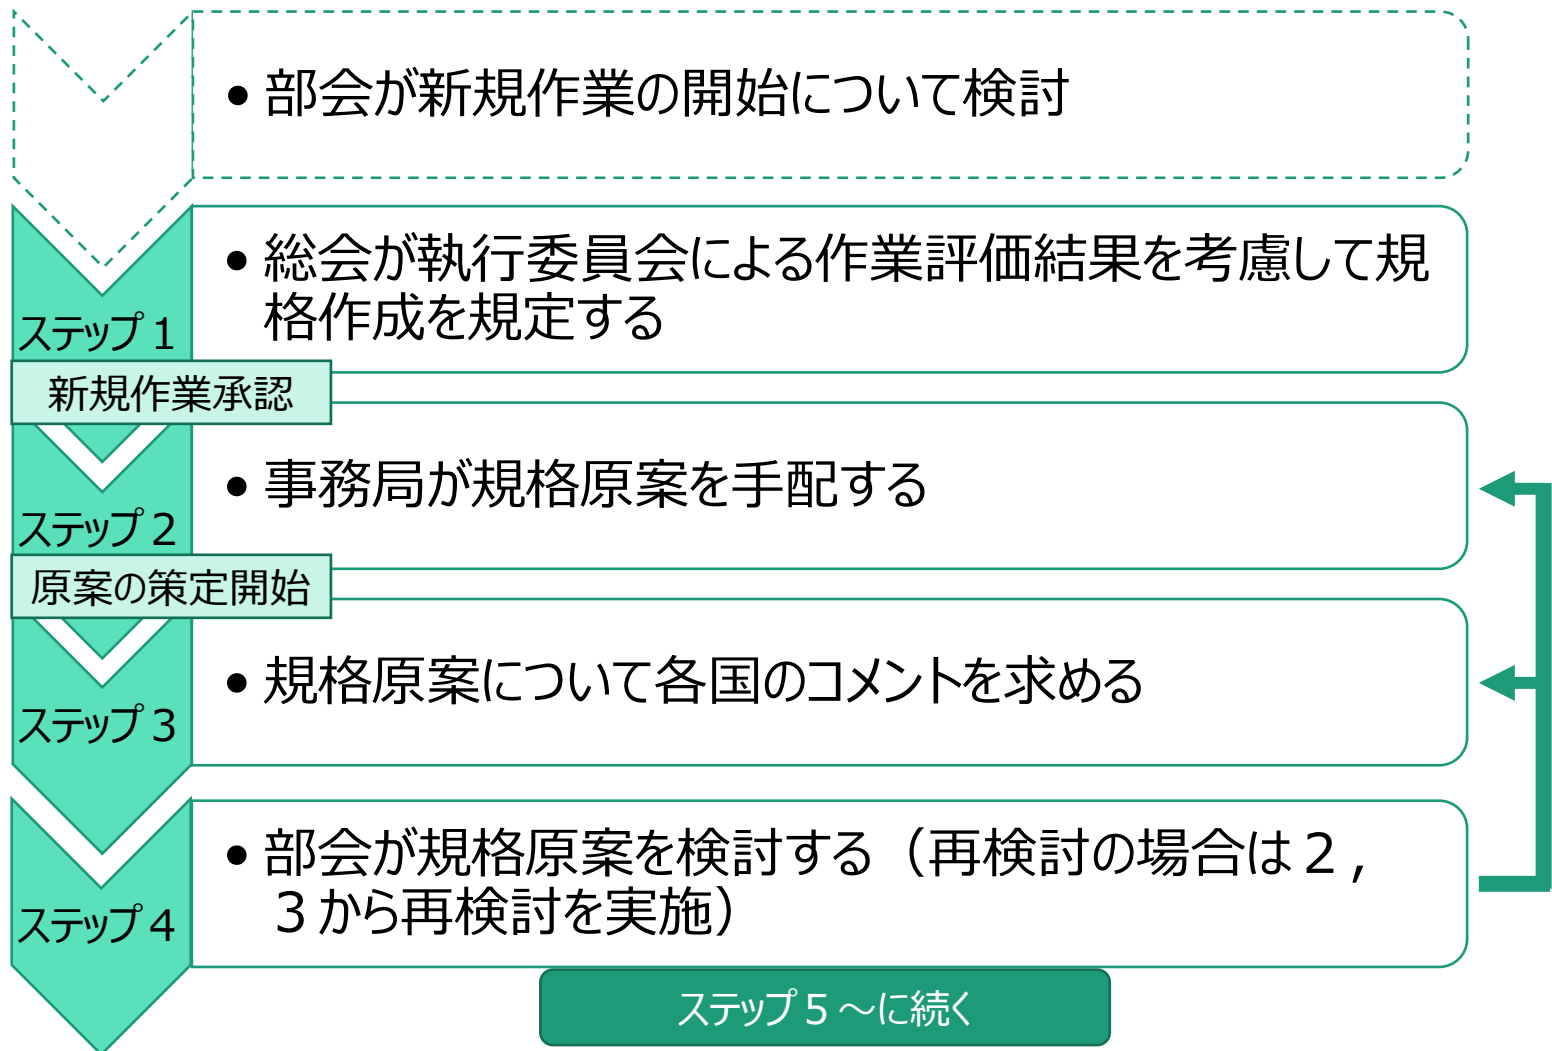 • 部会が新規作業の開始について検討
• 総会が執行委員会による作業評価結果を考慮して規
格作成を規定する
ステップ１
新規作業承認
• 事務局が規格原案を手配する
ステップ２
原案の策定開始
• 規格原案について各国のコメントを求める
ステップ３
• 部会が規格原案を検討する（再検討の場合は２，
３から再検討を実施）
ステップ４
ステップ５～に続く